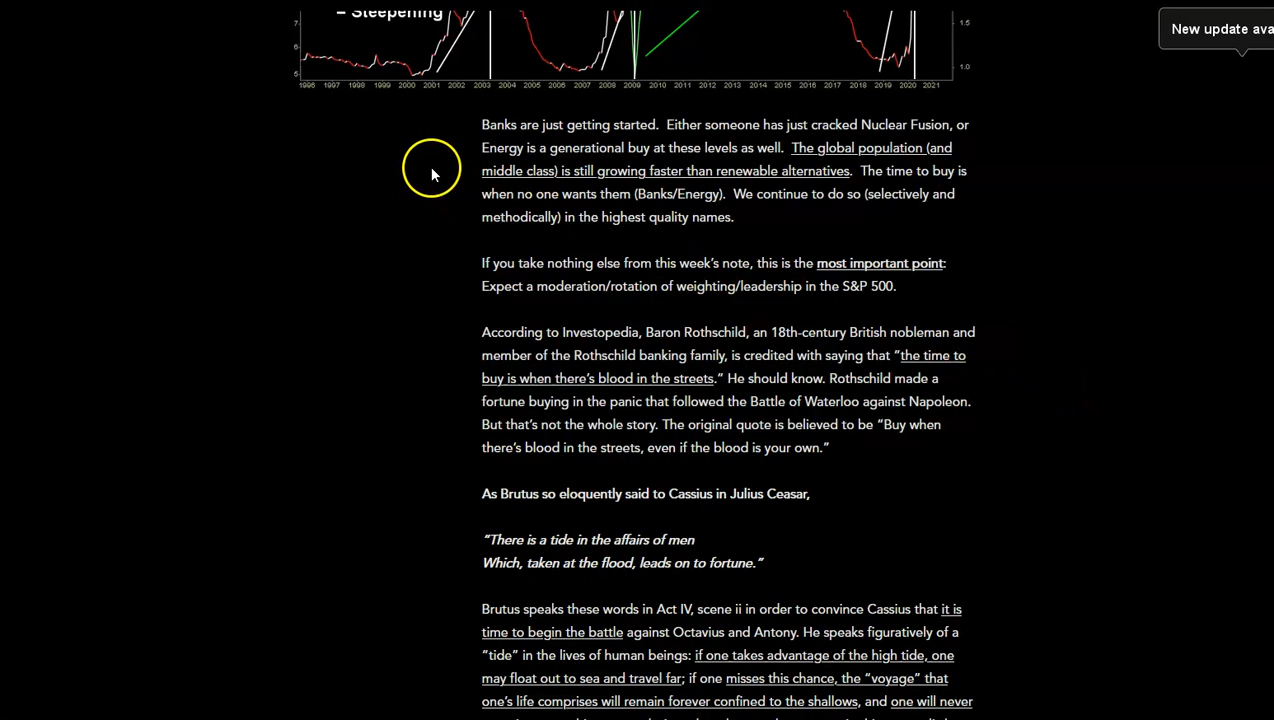 – Steepening
7
6
5
1.5
1.0
1996 1997 1998 1999 2000 2001 2002 2003 2004 2005 2006 2007 2008 2009 2010 2011 2012 2013 2014 2015 2016 2017 2018 2019 2020 2021
New update ava
Banks are just getting started.  Either someone has just cracked Nuclear Fusion, or
Energy is a generational buy at these levels as well.  The global population (and
middle class) is still growing faster than renewable alternatives.  The time to buy is
when no one wants them (Banks/Energy).  We continue to do so (selectively and
methodically) in the highest quality names.
If you take nothing else from this week’s note, this is the most important point:
Expect a moderation/rotation of weighting/leadership in the S&P 500.
According to Investopedia, Baron Rothschild, an 18th-century British nobleman and
member of the Rothschild banking family, is credited with saying that “the time to
buy is when there’s blood in the streets.” He should know. Rothschild made a
fortune buying in the panic that followed the Battle of Waterloo against Napoleon.
But that’s not the whole story. The original quote is believed to be “Buy when
there’s blood in the streets, even if the blood is your own.”
As Brutus so eloquently said to Cassius in Julius Ceasar,
“There is a tide in the affairs of men
Which, taken at the flood, leads on to fortune.”
Brutus speaks these words in Act IV, scene ii in order to convince Cassius that it is
time to begin the battle against Octavius and Antony. He speaks figuratively of a
“tide” in the lives of human beings: if one takes advantage of the high tide, one
may float out to sea and travel far; if one misses this chance, the “voyage” that
one’s life comprises will remain forever confined to the shallows, and one will never